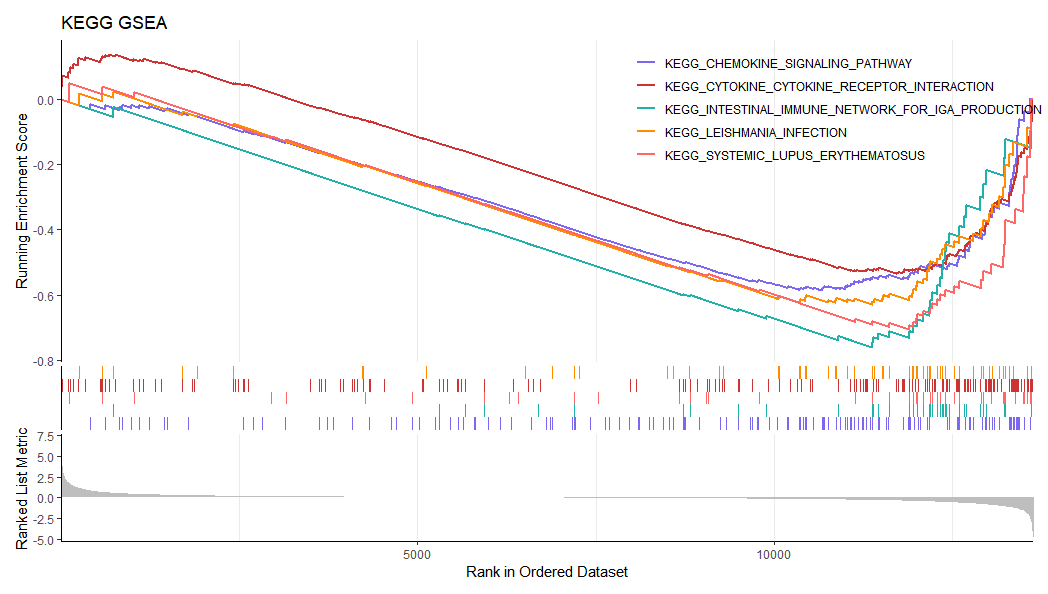 KEGG GSEA
KEGG_CHEMOKINE_SIGNALING_PATHWAY
KEGG_CYTOKINE_CYTOKINE_RECEPTOR_INTERACTION
KEGG_INTESTINAL_IMMUNE_NETWORK_FOR_IGA_PRODUCTION
KEGG_LEISHMANIA_INFECTION
KEGG_SYSTEMIC_LUPUS_ERYTHEMATOSUS
Running Enrichment Score
0.0
-0.2
-0.4
-0.6
-0.8
Ranked List Metric
7.5
5.0
2.5
0.0
-2.5
-5.0
5000
10000
Rank in Ordered Dataset